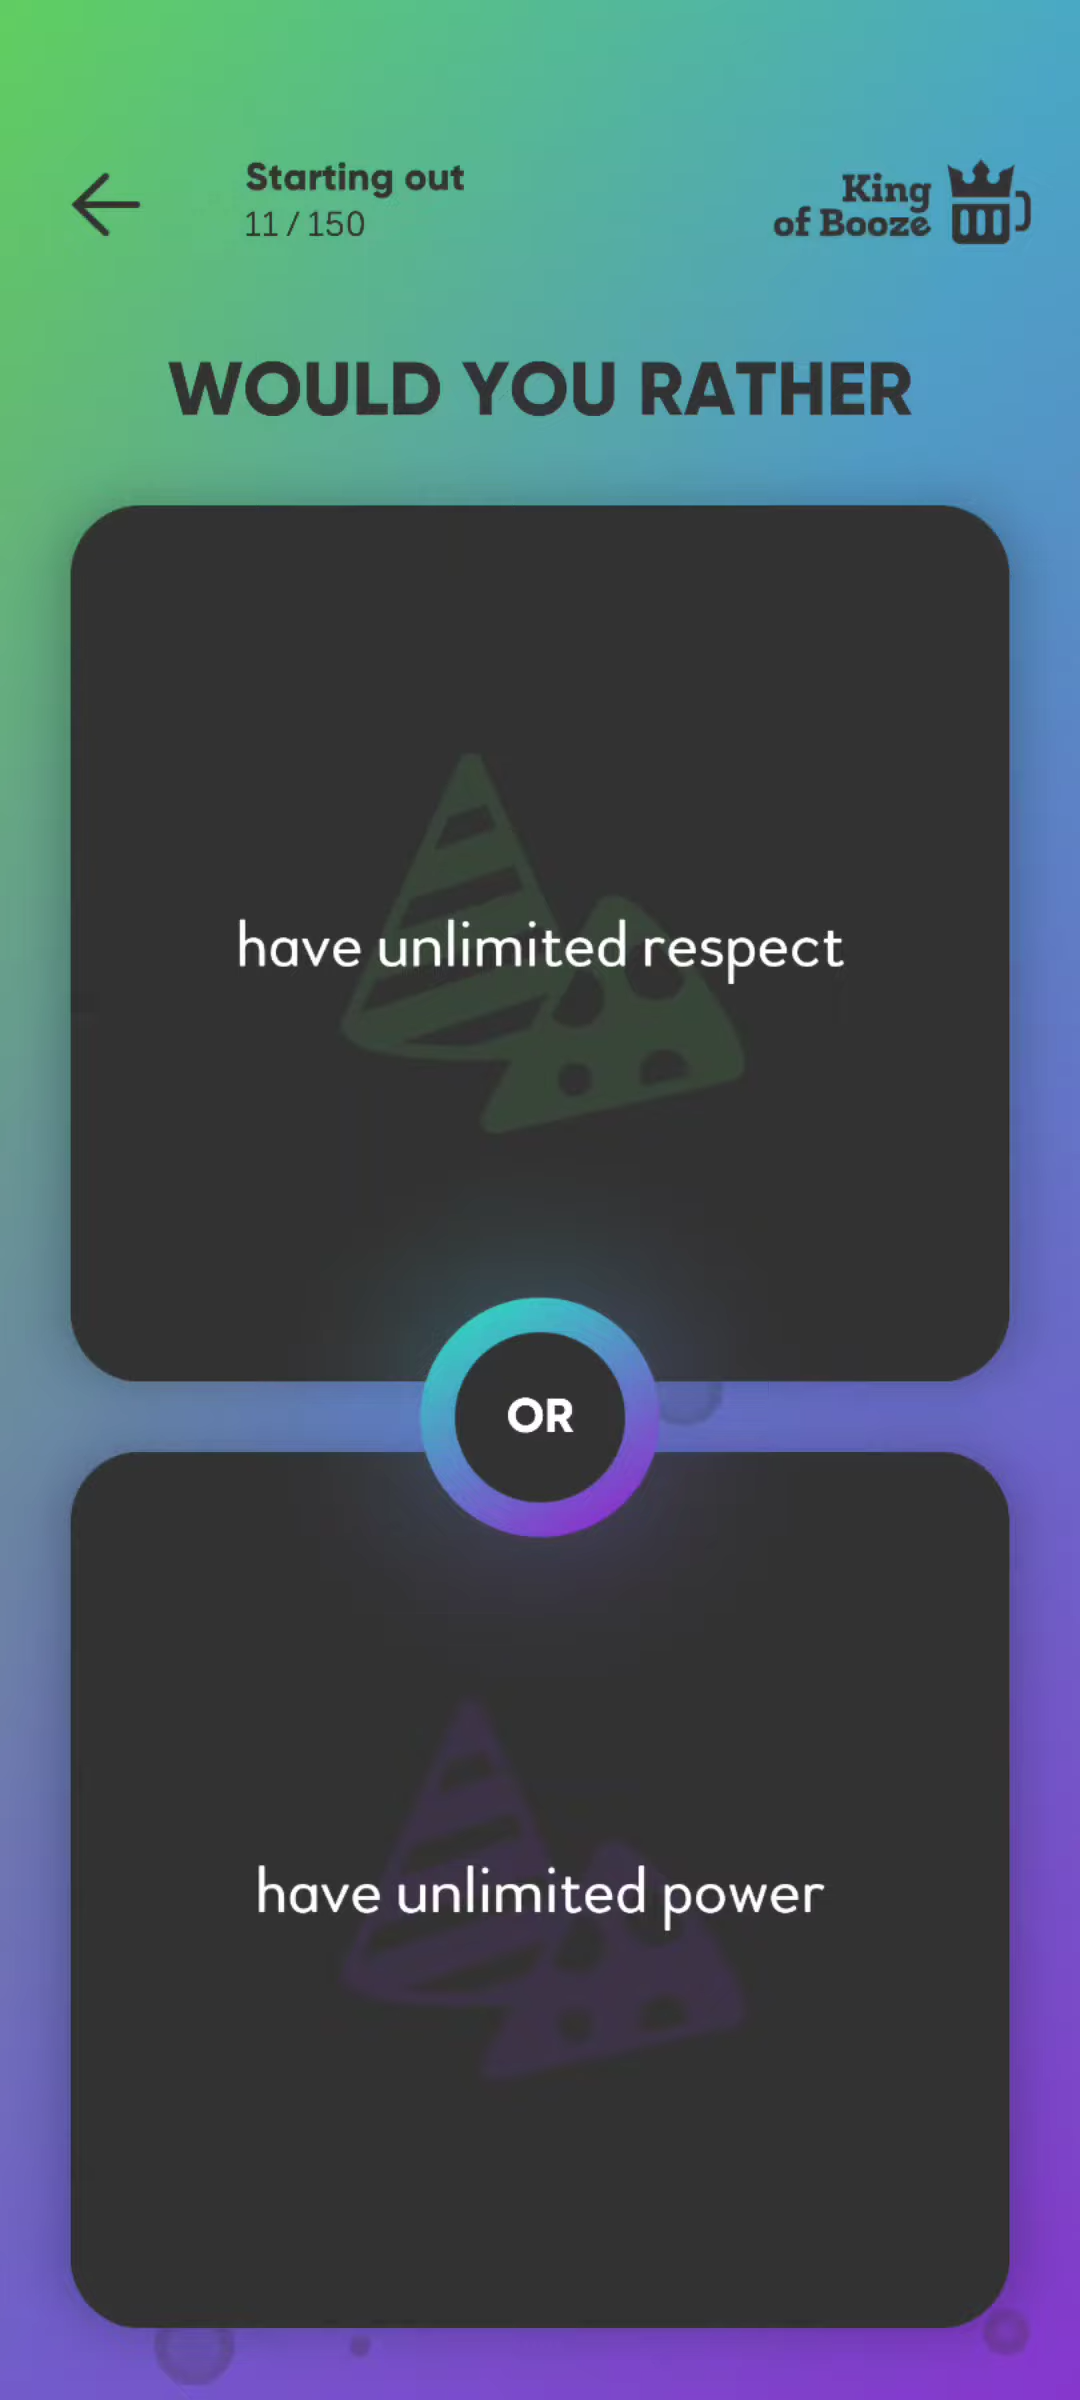 Starting out
11 / 150
King
of Booze
WOULD YOU RATHER
have unlimited respect
OR
have unlimited power